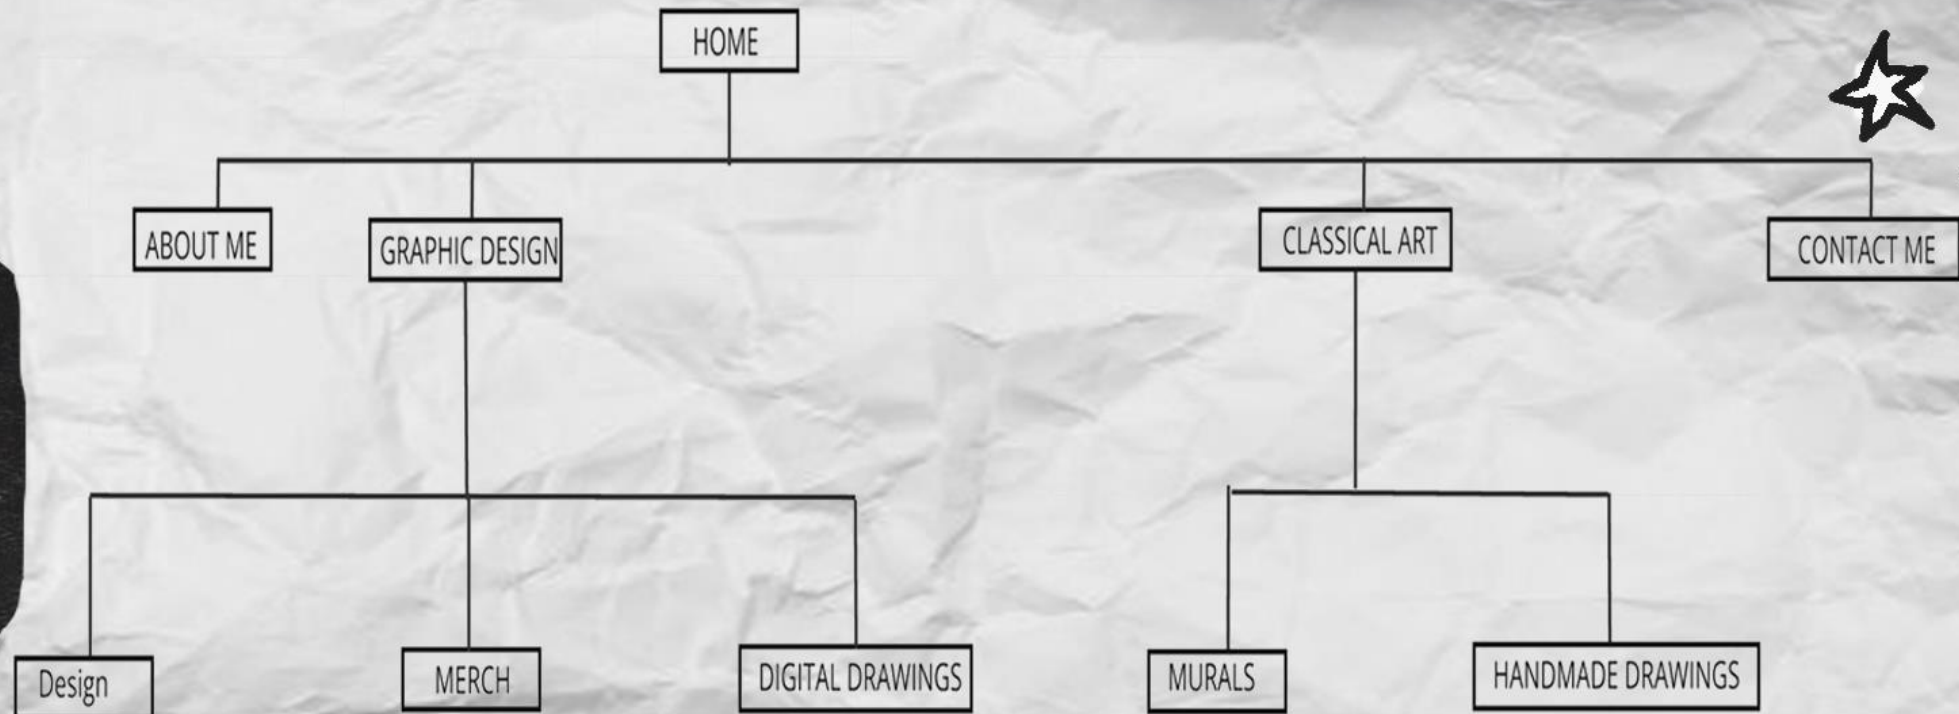 HOME
ABOUT ME
GRAPHIC DESIGN
CLASSICAL ART
CONTACT ME
Design
MERCH
DIGITAL DRAWINGS
MURALS
HANDMADE DRAWINGS